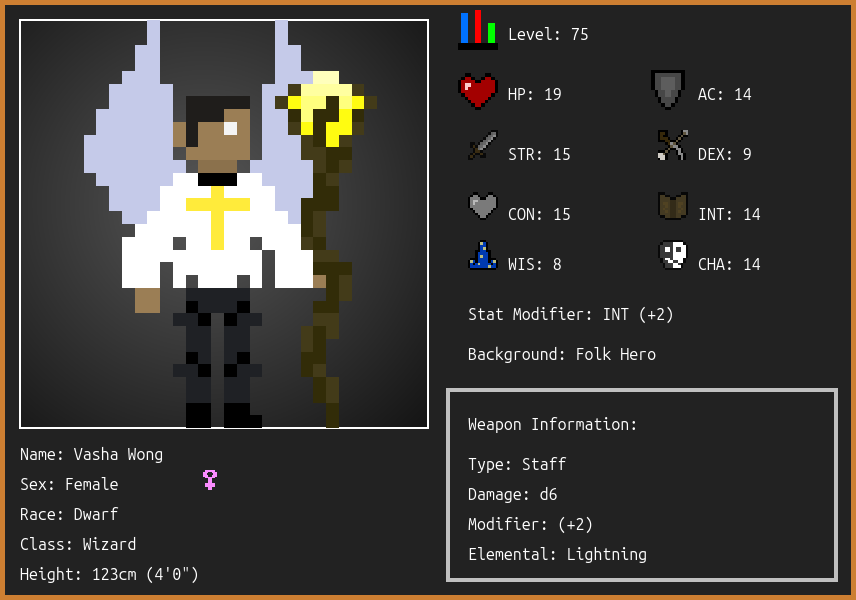 Level: 75
HP: 19
AC: 14
STR: 15
DEX: 9
CON: 15
INT: 14
WIS: 8
CHA: 14
Stat Modifier: INT (+2)
Background: Folk Hero
Weapon Information:
Type: Staff
Damage: d6
Modifier: (+2)
Elemental: Lightning
Name: Vasha Wong
Sex: Female
Race: Dwarf
Class: Wizard
Height: 123cm (4'0")